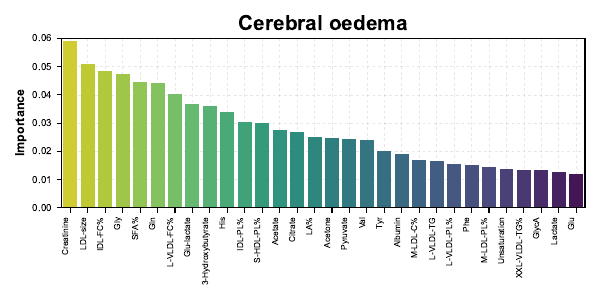 Cerebral oedema
Importance
0.06
0.05
0.04
0.03
0.02
0.01
0.00
Creatinine
LDL-size
IDL-FC%
Gly
SFA%
Gln
L-VLDL-FC%
Glu-lactate
3-Hydroxybutyrate
His
IDL-PL%
S-HDL-PL%
Acetate
Citrate
LA%
Acetone
Pyruvate
Val
Tyr
Albumin
M-LDL-C%
L-VLDL-TG
L-VLDL-PL%
Phe
M-LDL-PL%
Unsaturation
XXL-VLDL-TG%
GlycA
Lactate
Glu